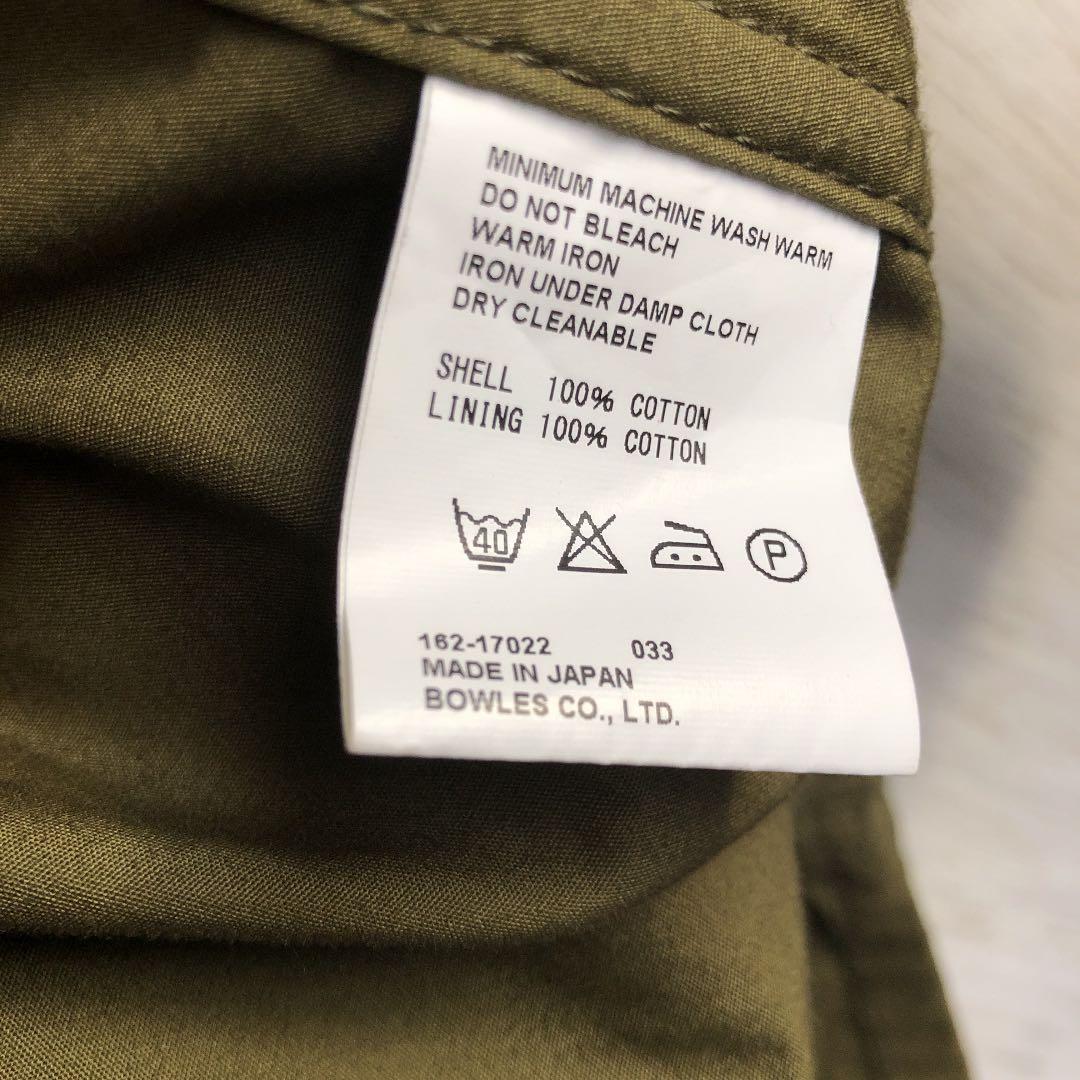 MINIMUM MACHINE WASH WARM
DO NOT BLEACH
WARM IRON
IRON UNDER DAMP CLOTH
DRY CLEANABLE
SHELL 100% COTTON
LINING 100% COTTON
40 P
162-17022 033
MADE IN JAPAN
BOWLES CO., LTD.